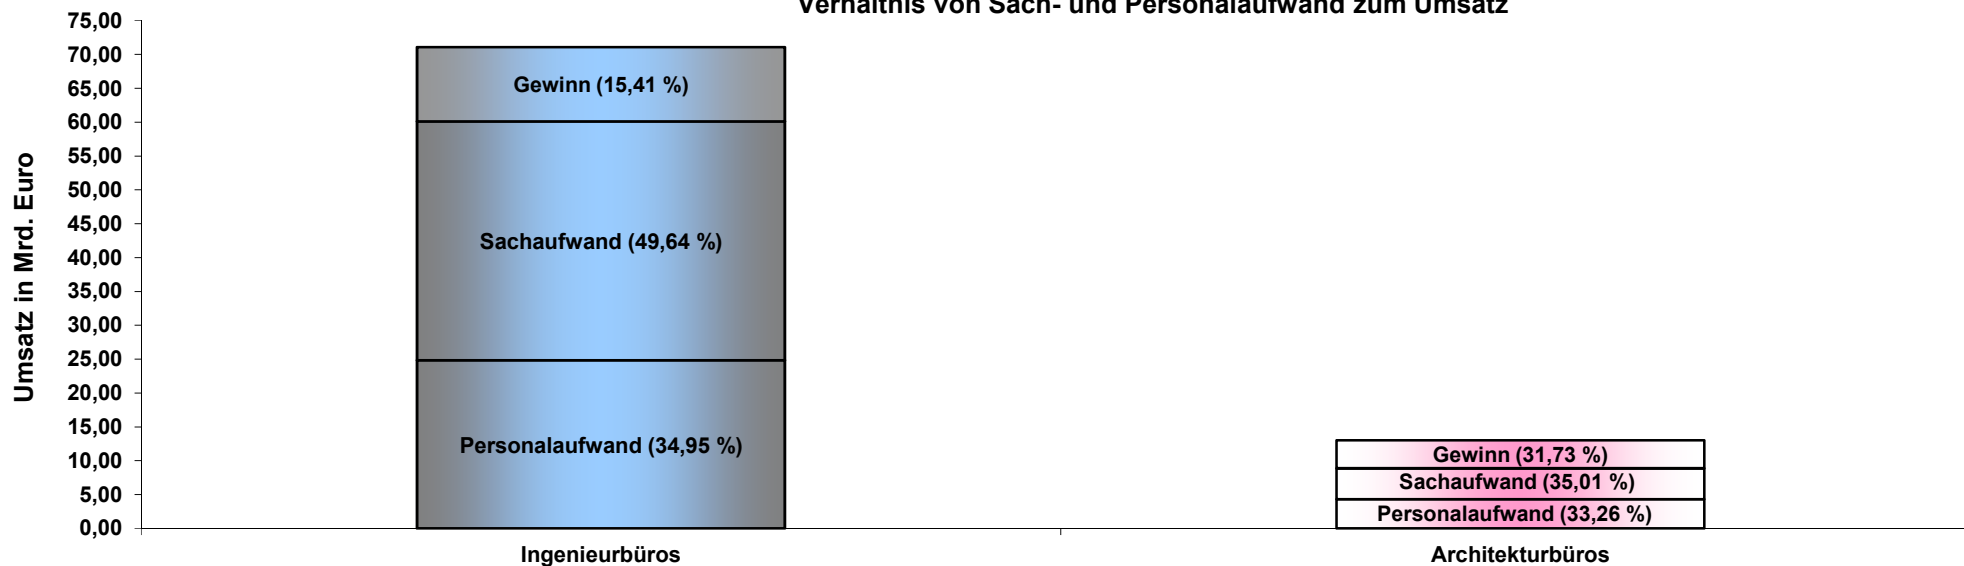 Verhältnis von Sach- und Personalaufwand zum Umsatz
75,00
70,00
65,00
60,00
55,00
50,00
45,00
40,00
35,00
30,00
25,00
20,00
15,00
10,00
5,00
0,00
Umsatz in Mrd. Euro
Gewinn (15,41 %)
Sachaufwand (49,64 %)
Personalaufwand (34,95 %)
Gewinn (31,73 %)
Sachaufwand (35,01 %)
Personalaufwand (33,26 %)
Ingenieurbüros
Architekturbüros